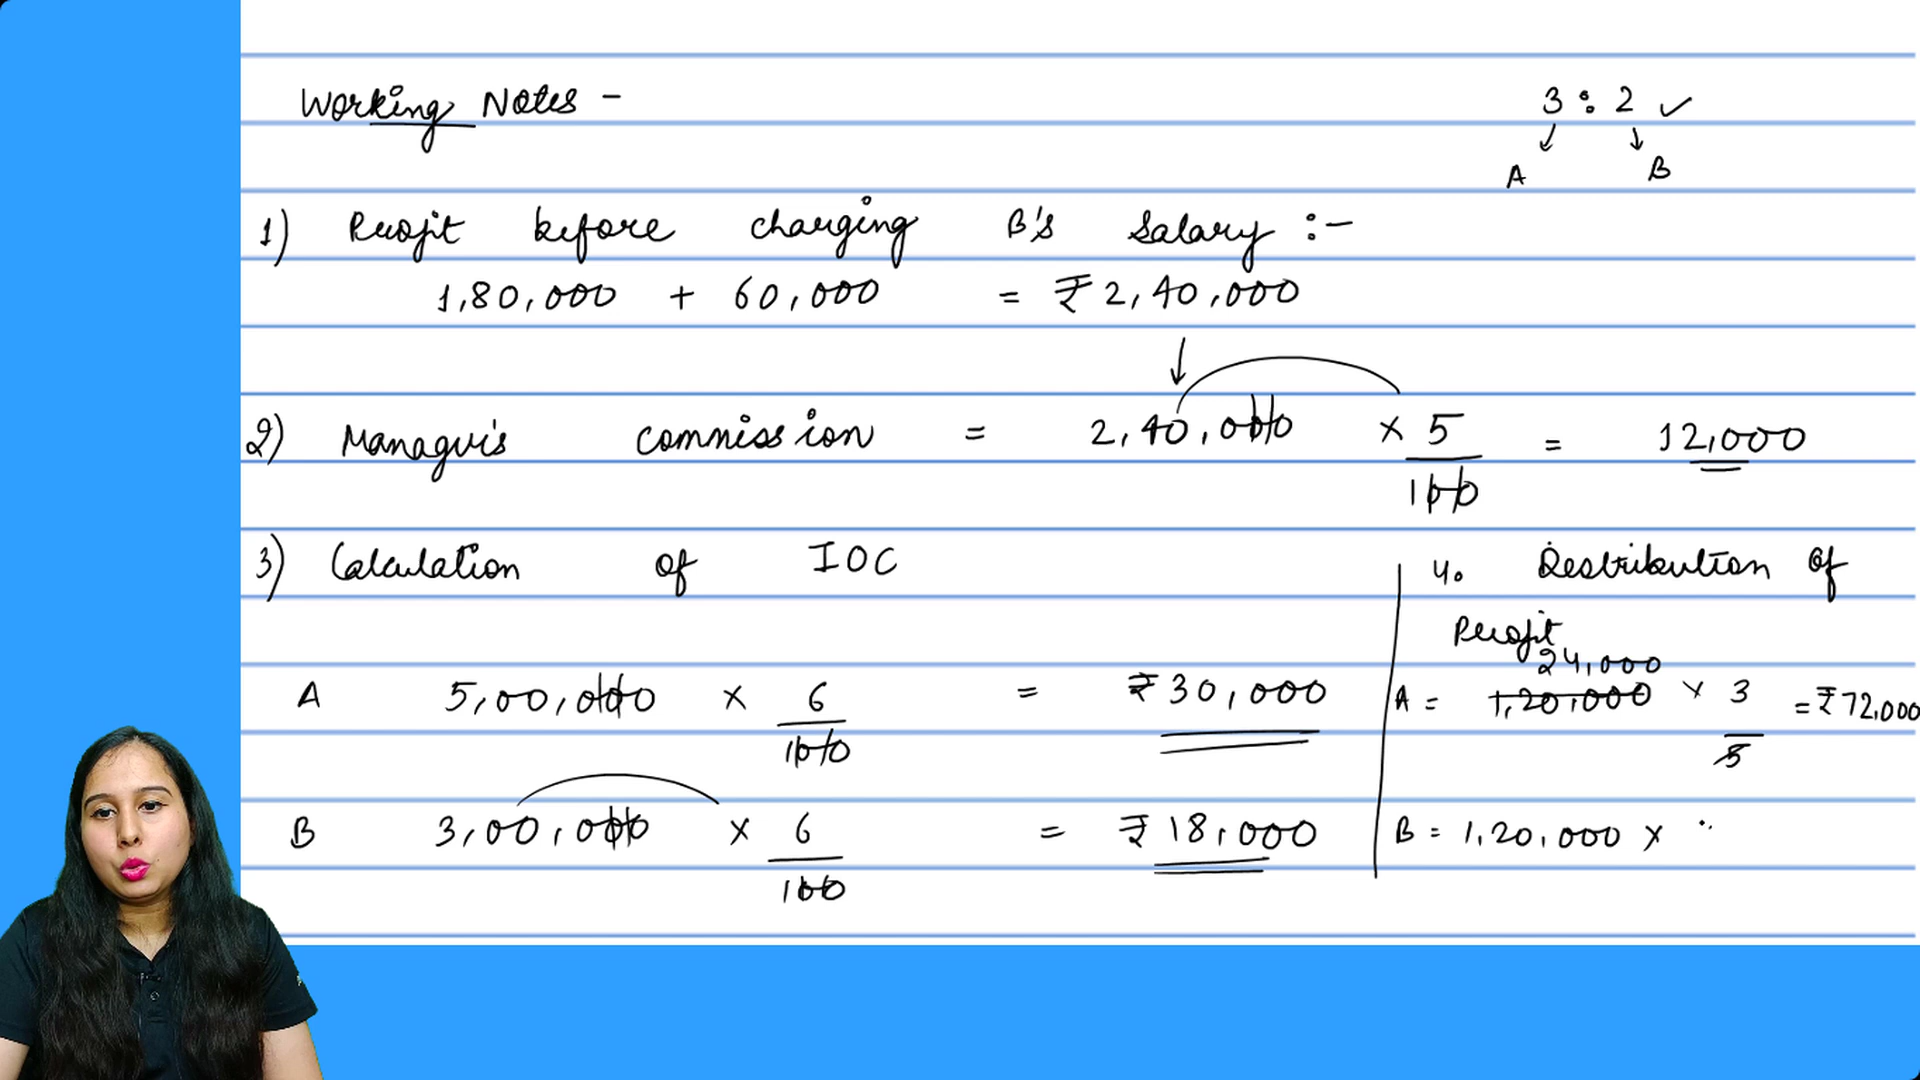 Working Notes -
3 : 2 ✓
A B
1) Profit before charging B's Salary :-
1,80,000 + 60,000 = ₹2,40,000
2) Manager's Commission = 2,40,000 × 5/100 = 12,000
3) Calculation of IOC
A 5,00,000 × 6/100 = ₹30,000
B 3,00,000 × 6/100 = ₹18,000
4. Distribution of
Profit
24,000
A = 1,20,000 × 3/5 = ₹72,000
B = 1,20,000 ×